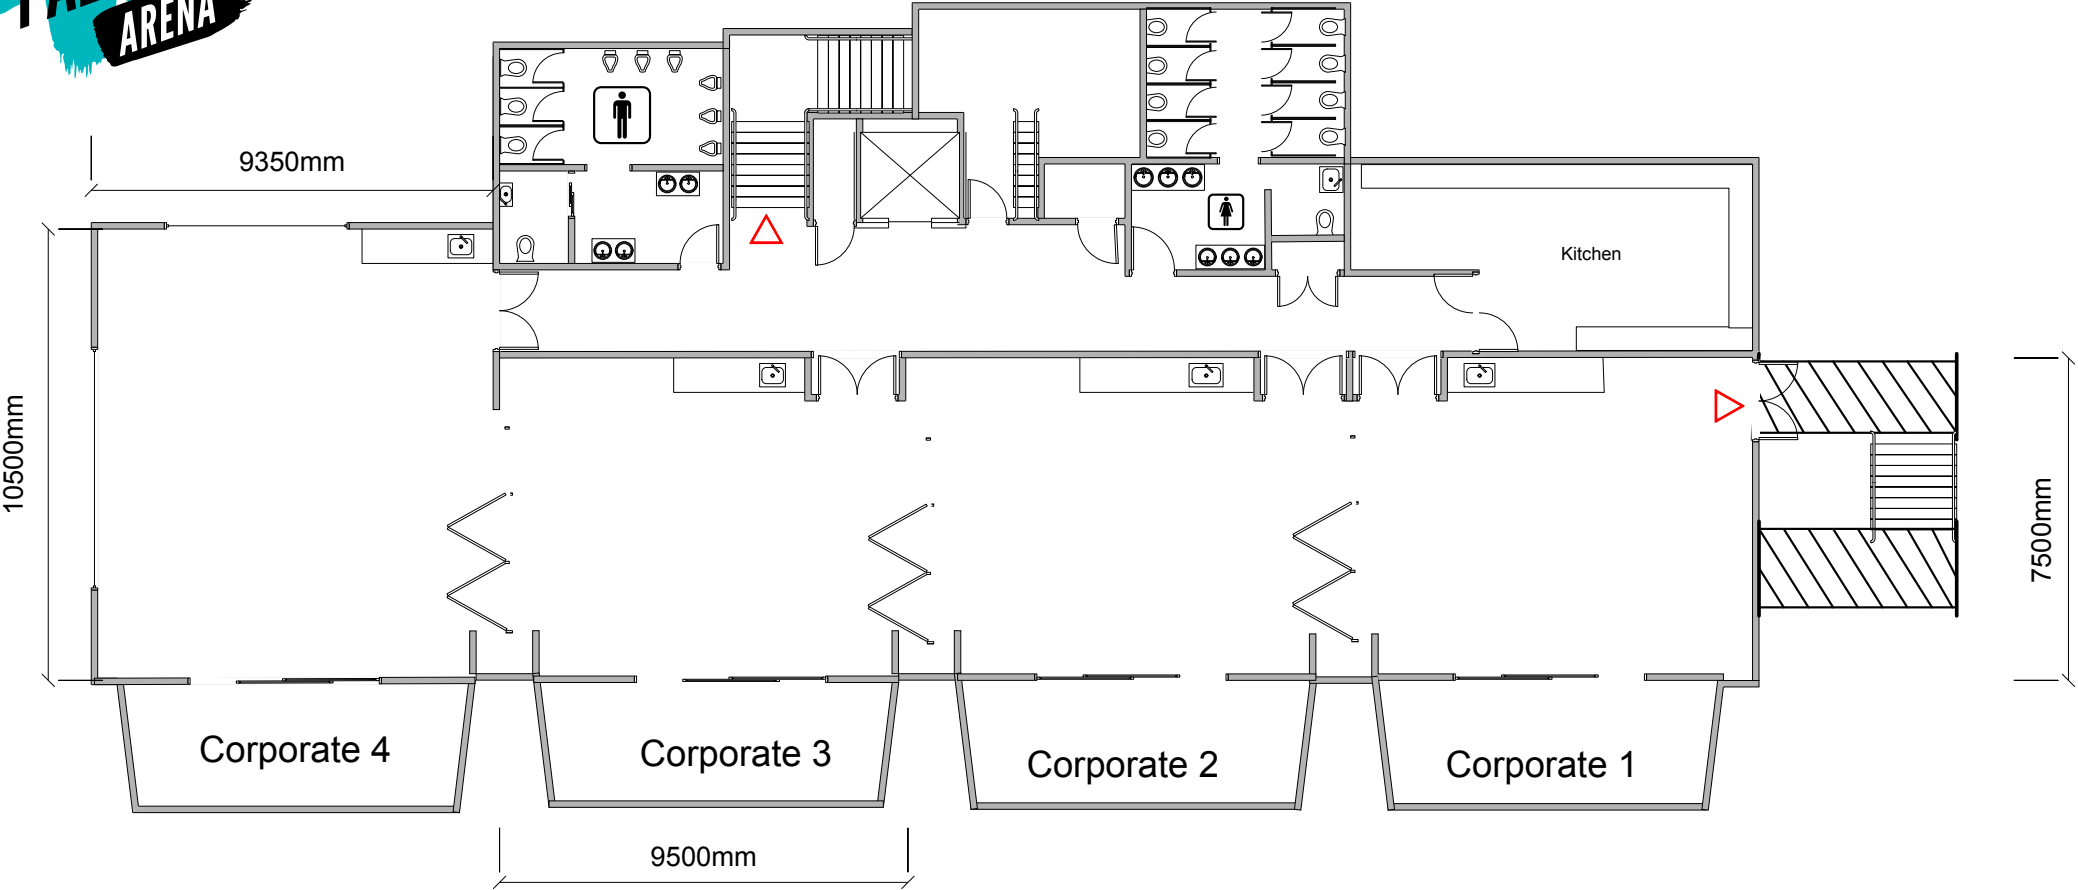 ARENA
9350mm
Kitchen
10500mm
7500mm
Corporate 4
Corporate 3
Corporate 2
Corporate 1
9500mm